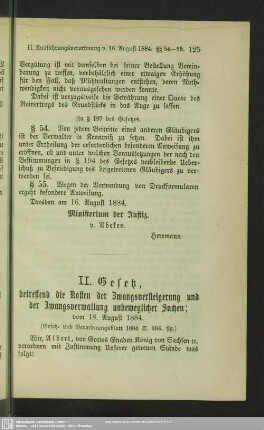 II. Ausführungsverordnung v. 16. August 1884. §§ 54–55. 125
Vergütung ist mit demselben bei seiner Bestellung Verein-
barung zu treffen, vorbehältlich einer etwaigen Erhöhung
für den Fall, daß Mühwaltungen entstehen, deren Noth-
wendigkeit nicht vorausgesehen werden konnte.
Dabei ist vorzugsweise die Gewährung einer Quote des
Reinertrags des Grundstücks in das Auge zu fassen.
Zu § 197 des Gesetzes.
§ 54. Von jedem Beitritte eines anderen Gläubigers
ist der Verwalter in Kenntniß zu setzen. Dabei ist ihm
unter Ertheilung der erforderlichen besonderen Anweisung zu
eröffnen, ob und unter welchen Voraussetzungen der nach den
Bestimmungen in § 194 des Gesetzes verbleibende Ueber-
schuß zu Befriedigung des beigetretenen Gläubigers zu ver-
wenden sei.
§ 55. Wegen der Verwendung von Druckformularen
ergeht besondere Anweisung.
Dresden am 16. August 1884.
Ministerium der Justiz.
v. Abeken.
Herrmann.
II. Gesetz,
betreffend die Kosten der Zwangsversteigerung und
der Zwangsverwaltung unbeweglicher Sachen;
vom 18. August 1884.
(Gesetz- und Verordnungsblatt 1884 S. flg.)
Wir, Albert, von Gottes Gnaden König von Sachsen ꝛc.
verordnen mit Zustimmung Unserer getreuen Stände was
folgt: